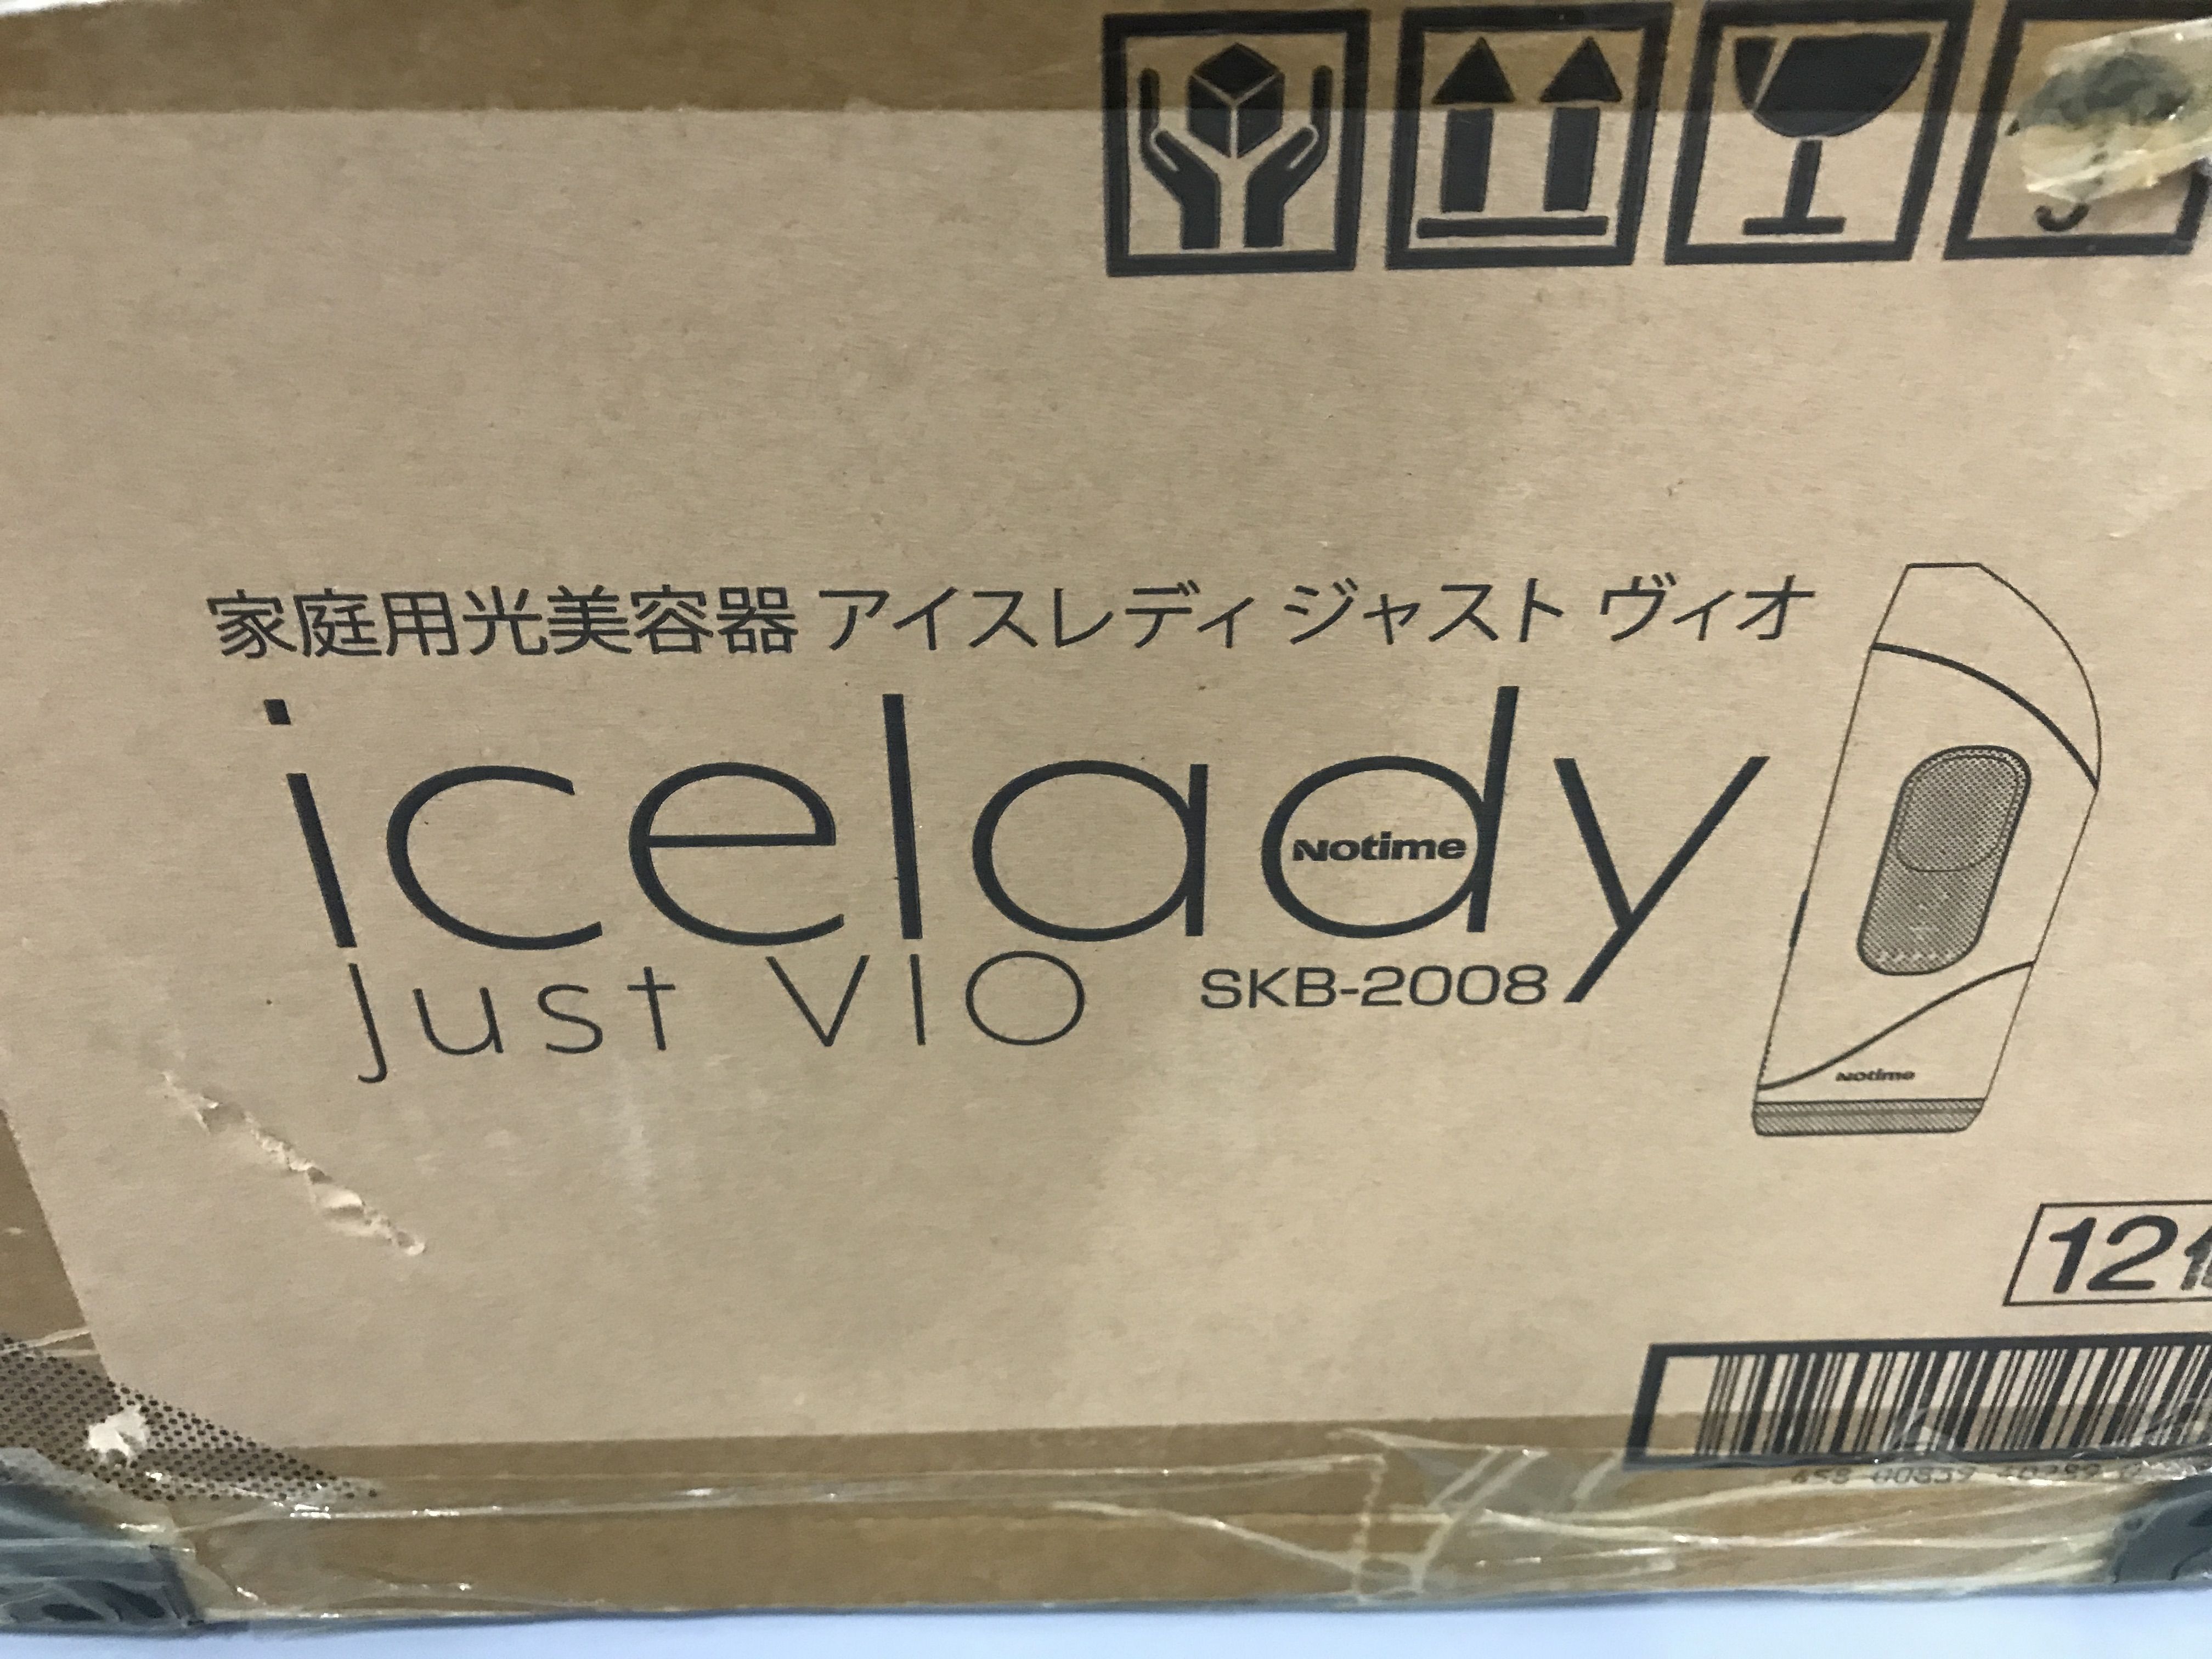 家庭用光美容器 アイスレディ ジャスト ヴィオ
icelady
Notime
just VIO SKB-2008
Notime
12